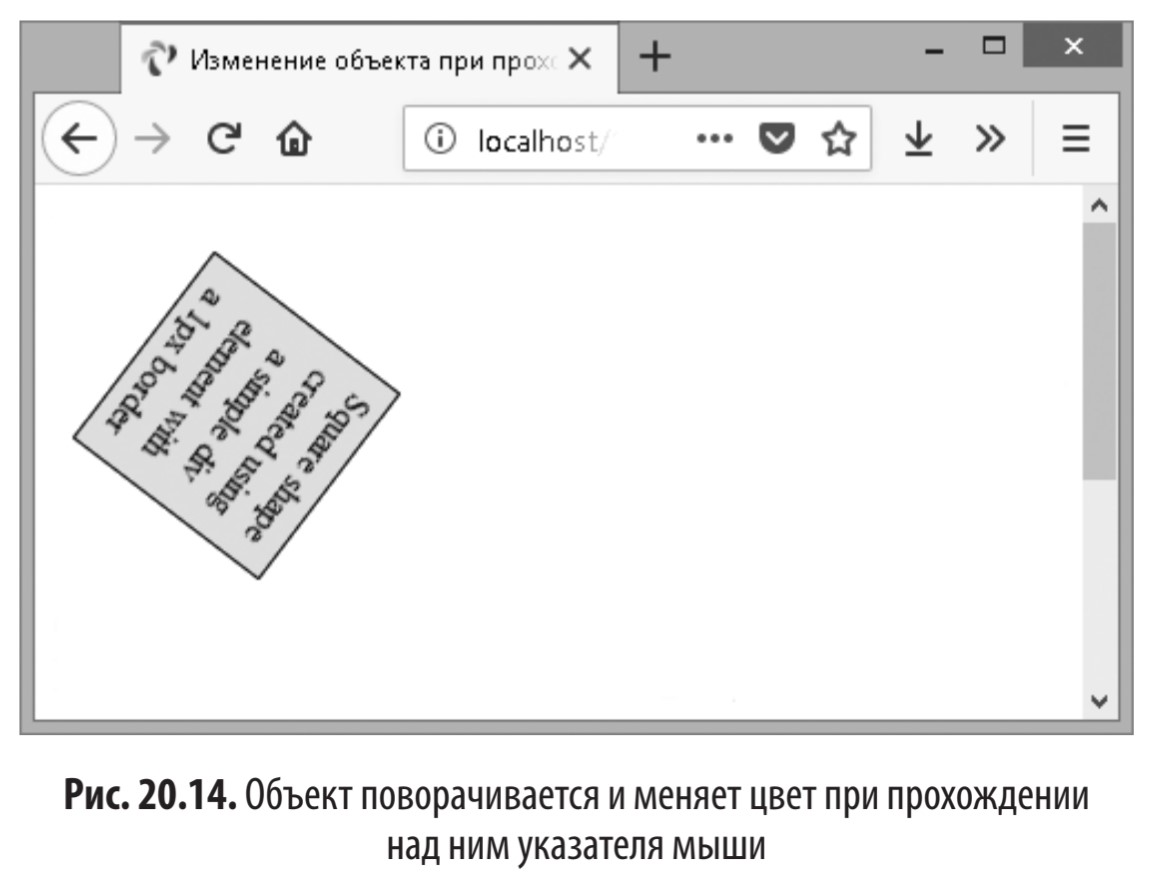 Изменение объекта при прохо
localhost/
Square shape
created using
a simple div
element with
a 1px border
Рис. 20.14. Объект поворачивается и меняет цвет при прохождении
над ним указателя мыши